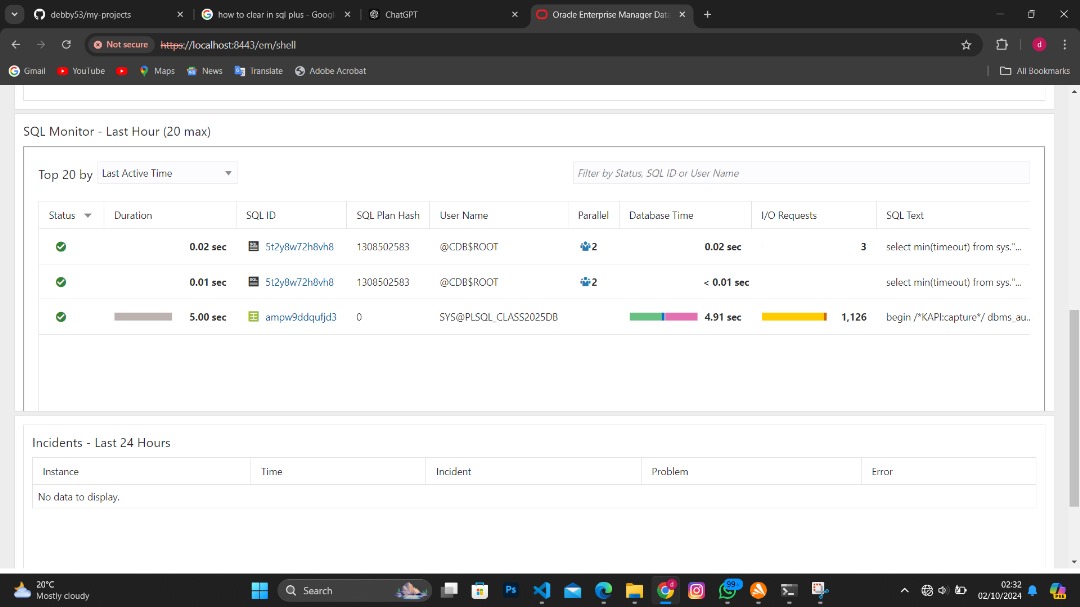 debby53/my-projects
how to clear in sql plus - Googl
ChatGPT
Oracle Enterprise Manager Data
Not secure https://localhost:8443/em/shell
d
Gmail YouTube Maps News Translate Adobe Acrobat All Bookmarks
SQL Monitor - Last Hour (20 max)
Top 20 by Last Active Time Filter by Status, SQL ID or User Name
Status Duration SQL ID SQL Plan Hash User Name Parallel Database Time I/O Requests SQL Text
0.02 sec 5t2y8w72h8vh8 1308502583 @CDB$ROOT 2 0.02 sec 3 select min(timeout) from sys."...
0.01 sec 5t2y8w72h8vh8 1308502583 @CDB$ROOT 2 < 0.01 sec select min(timeout) from sys."...
5.00 sec ampw9ddqufjd3 0 SYS@PLSQL_CLASS2025DB 4.91 sec 1,126 begin /*KAPI:capture*/ dbms_au...
Incidents - Last 24 Hours
Instance Time Incident Problem Error
No data to display.
20°C
Mostly cloudy
Search
Ps
99+
02:32
02/10/2024